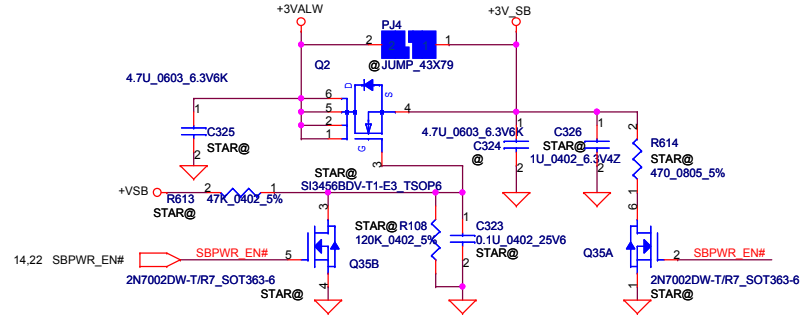 +3VALW
+3V_SB
PJ4
2
2
1
1
@
JUMP_43X79
Q2
4.7U_0603_6.3V6K
D
S
6
5
2
1
4
G
3
1
C325
2
STAR@
STAR@
SI3456BDV-T1-E3_TSOP6
4.7U_0603_6.3V6K
1
C324
@
2
1
C326
STAR@
1U_0402_6.3V4Z
2
2
R614
STAR@
470_0805_5%
1
+VSB
2
1
R613
47K_0402_5%
STAR@
3
STAR@
R108
120K_0402_5%
1
C323
0.1U_0402_25V6
STAR@
2
6
14,22 SBPWR_EN#
SBPWR_EN#
5
Q35B
4
2N7002DW-T/R7_SOT363-6
STAR@
Q35A
2
SBPWR_EN#
1
2N7002DW-T/R7_SOT363-6
STAR@